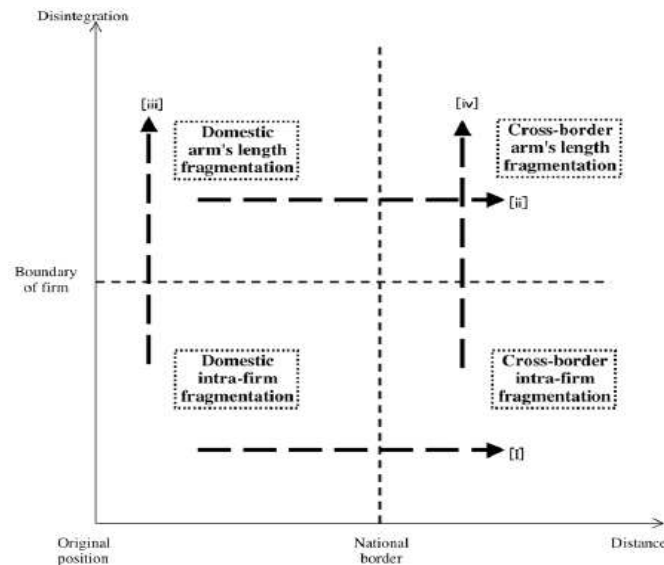 Disintegration
[iii]
[iv]
Domestic
arm's length
fragmentation
Cross-border
arm's length
fragmentation
[ii]
Boundary
of firm
Domestic
intra-firm
fragmentation
Cross-border
intra-firm
fragmentation
[I]
Original
position
National
border
Distance